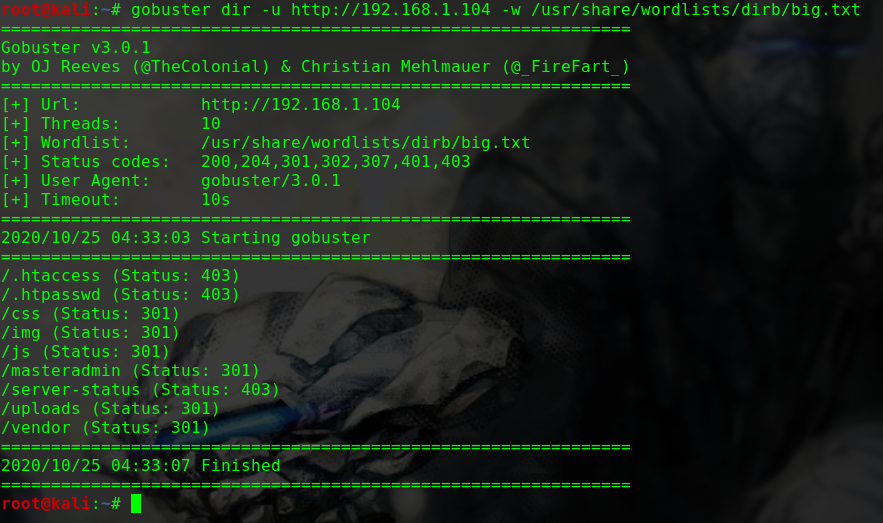 root@kali:~# gobuster dir -u http://192.168.1.104 -w /usr/share/wordlists/dirb/big.txt
===============================================================
Gobuster v3.0.1
by OJ Reeves (@TheColonial) & Christian Mehlmauer (@_FireFart_)
===============================================================
[+] Url:            http://192.168.1.104
[+] Threads:        10
[+] Wordlist:       /usr/share/wordlists/dirb/big.txt
[+] Status codes:   200,204,301,302,307,401,403
[+] User Agent:     gobuster/3.0.1
[+] Timeout:        10s
===============================================================
2020/10/25 04:33:03 Starting gobuster
===============================================================
/.htaccess (Status: 403)
/.htpasswd (Status: 403)
/css (Status: 301)
/img (Status: 301)
/js (Status: 301)
/masteradmin (Status: 301)
/server-status (Status: 403)
/uploads (Status: 301)
/vendor (Status: 301)
===============================================================
2020/10/25 04:33:07 Finished
===============================================================
root@kali:~#